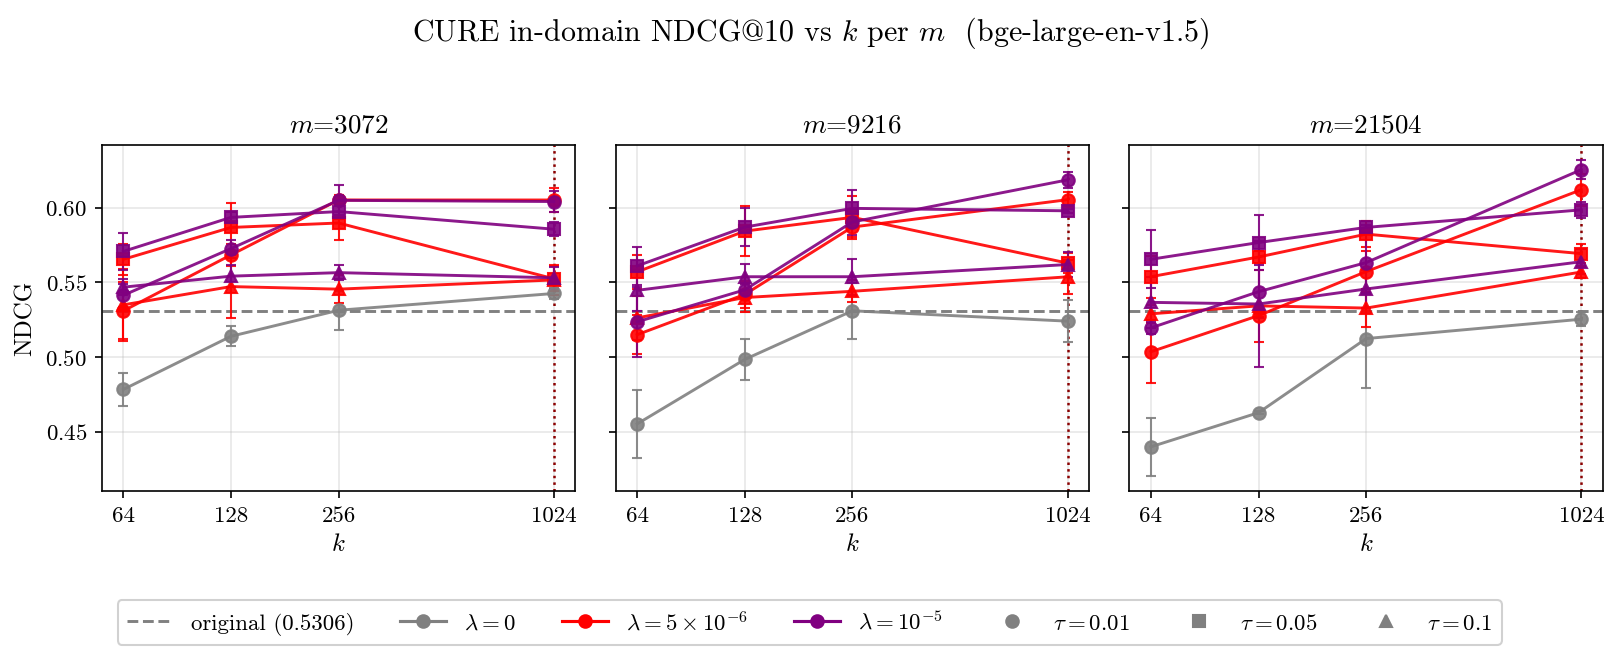 CURE in-domain NDCG@10 vs k per m (bge-large-en-v1.5)
m=3072
m=9216
m=21504
NDCG
0.60
0.55
0.50
0.45
64 128 256 1024
64 128 256 1024
64 128 256 1024
k
k
k
original (0.5306) λ = 0 λ = 5 × 10⁻⁶ λ = 10⁻⁵ τ = 0.01 τ = 0.05 τ = 0.1